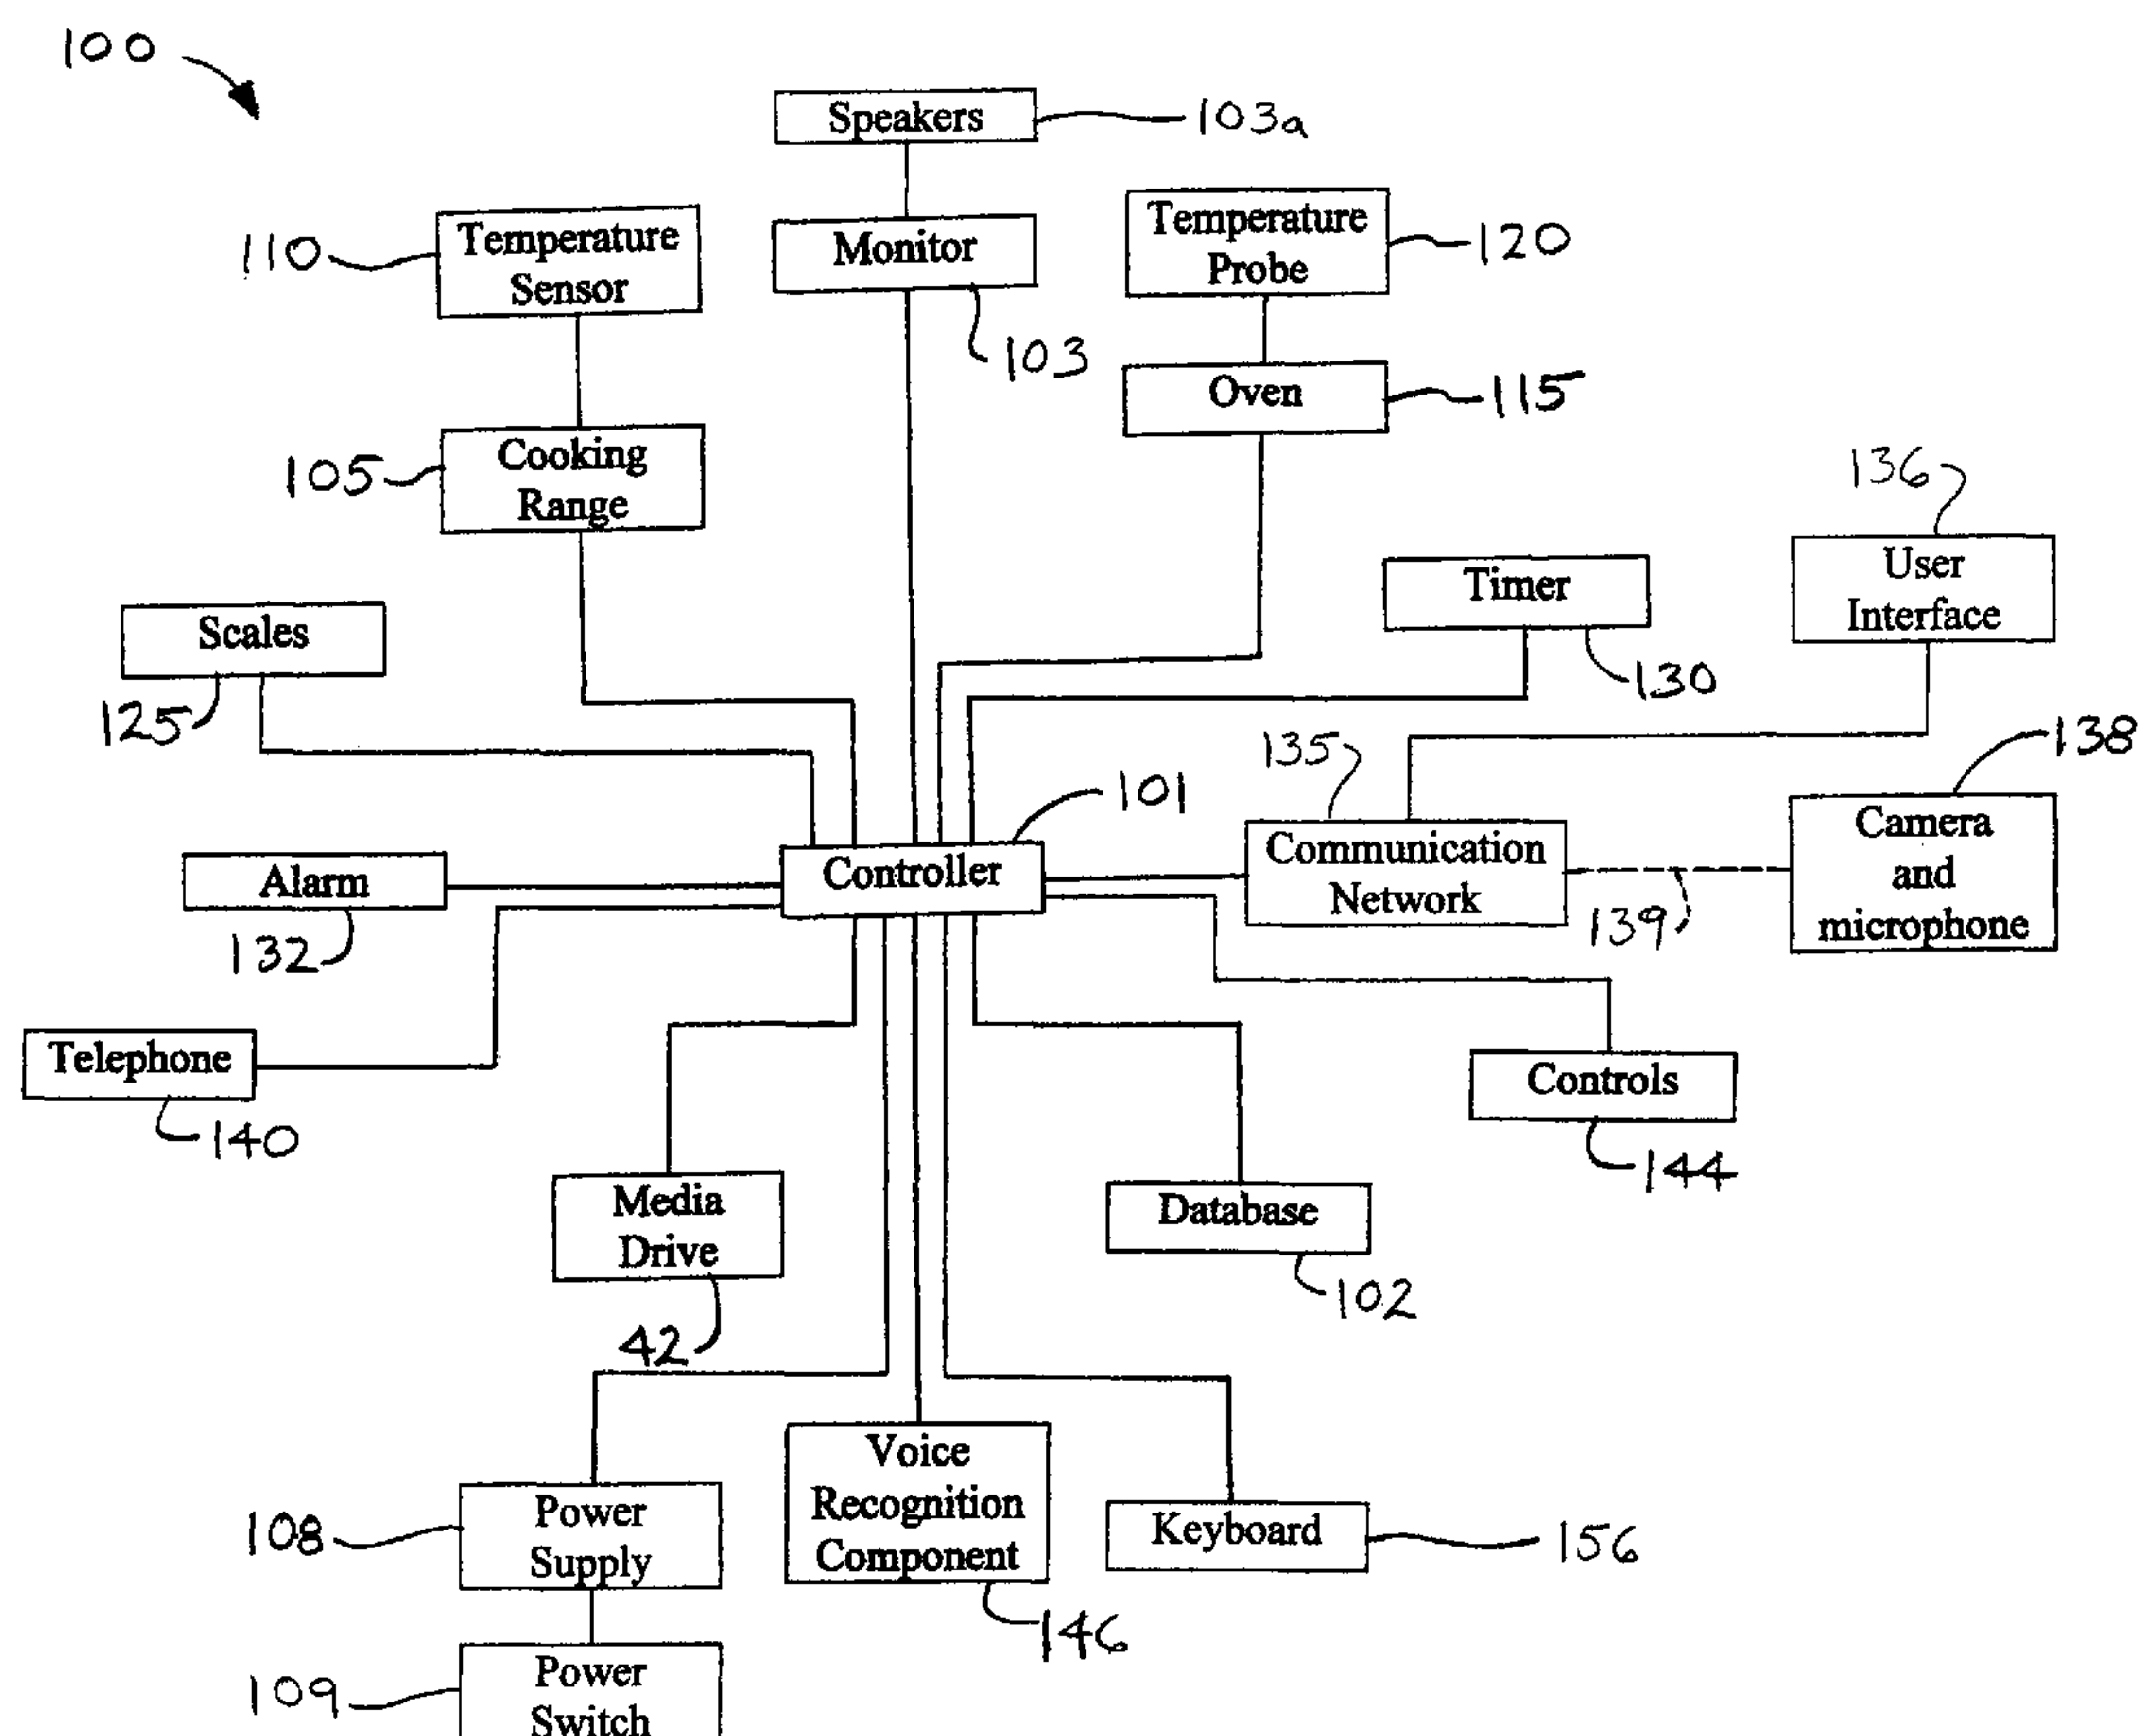 100
Speakers
103a
Temperature
Sensor
110
Monitor
103
Temperature
Probe
120
Oven
115
Cooking
Range
105
136
User
Interface
Timer
130
Scales
125
135
138
101
Controller
Communication
Network
139
Camera
and
microphone
Alarm
132
Telephone
140
Controls
144
Media
Drive
42
Database
102
Power
Supply
108
Voice
Recognition
Component
146
Keyboard
156
Power
Switch
109